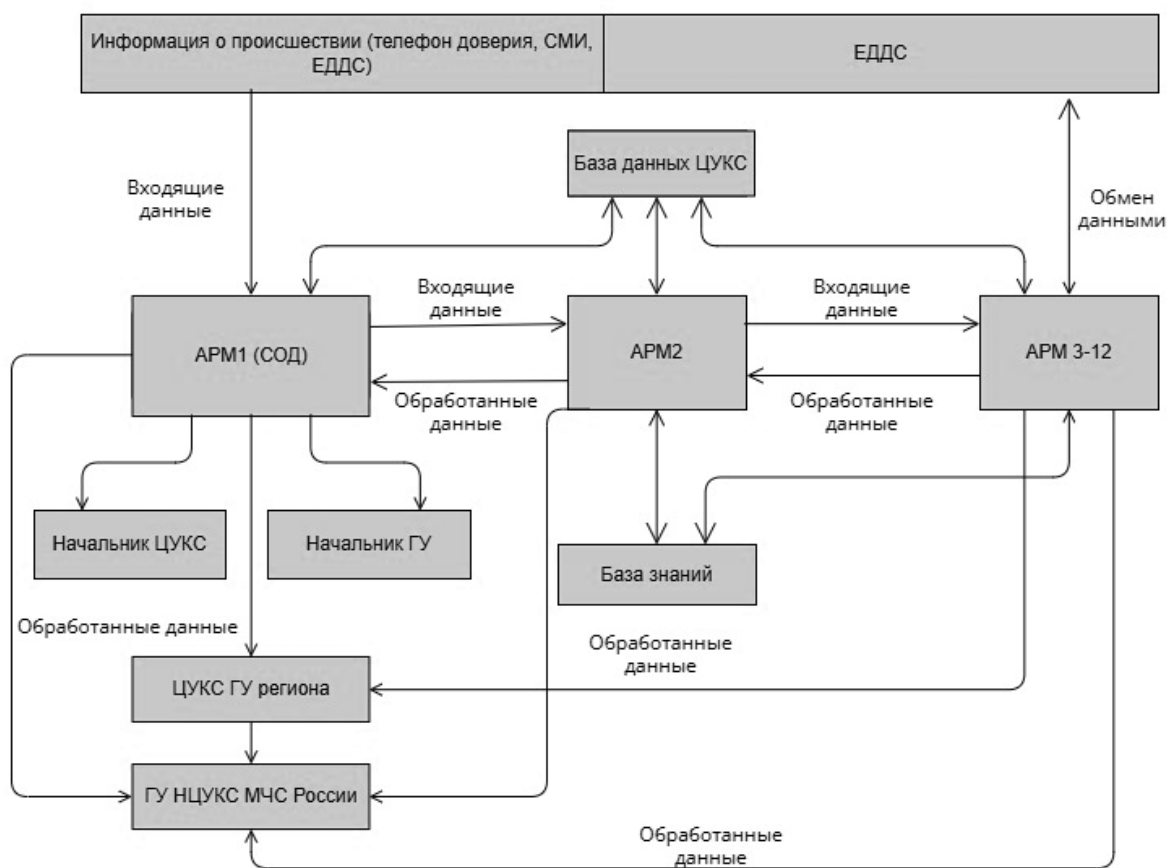 Информация о происшествии (телефон доверия, СМИ,
ЕДДС)
ЕДДС
База данных ЦУКС
Входящие
данные
Обмен
данными
Входящие
данные
Входящие
данные
АРМ1 (СОД)
АРМ2
АРМ 3-12
Обработанные
данные
Обработанные
данные
Начальник ЦУКС
Начальник ГУ
База знаний
Обработанные данные
Обработанные
данные
ЦУКС ГУ региона
ГУ НЦУКС МЧС России
Обработанные
данные